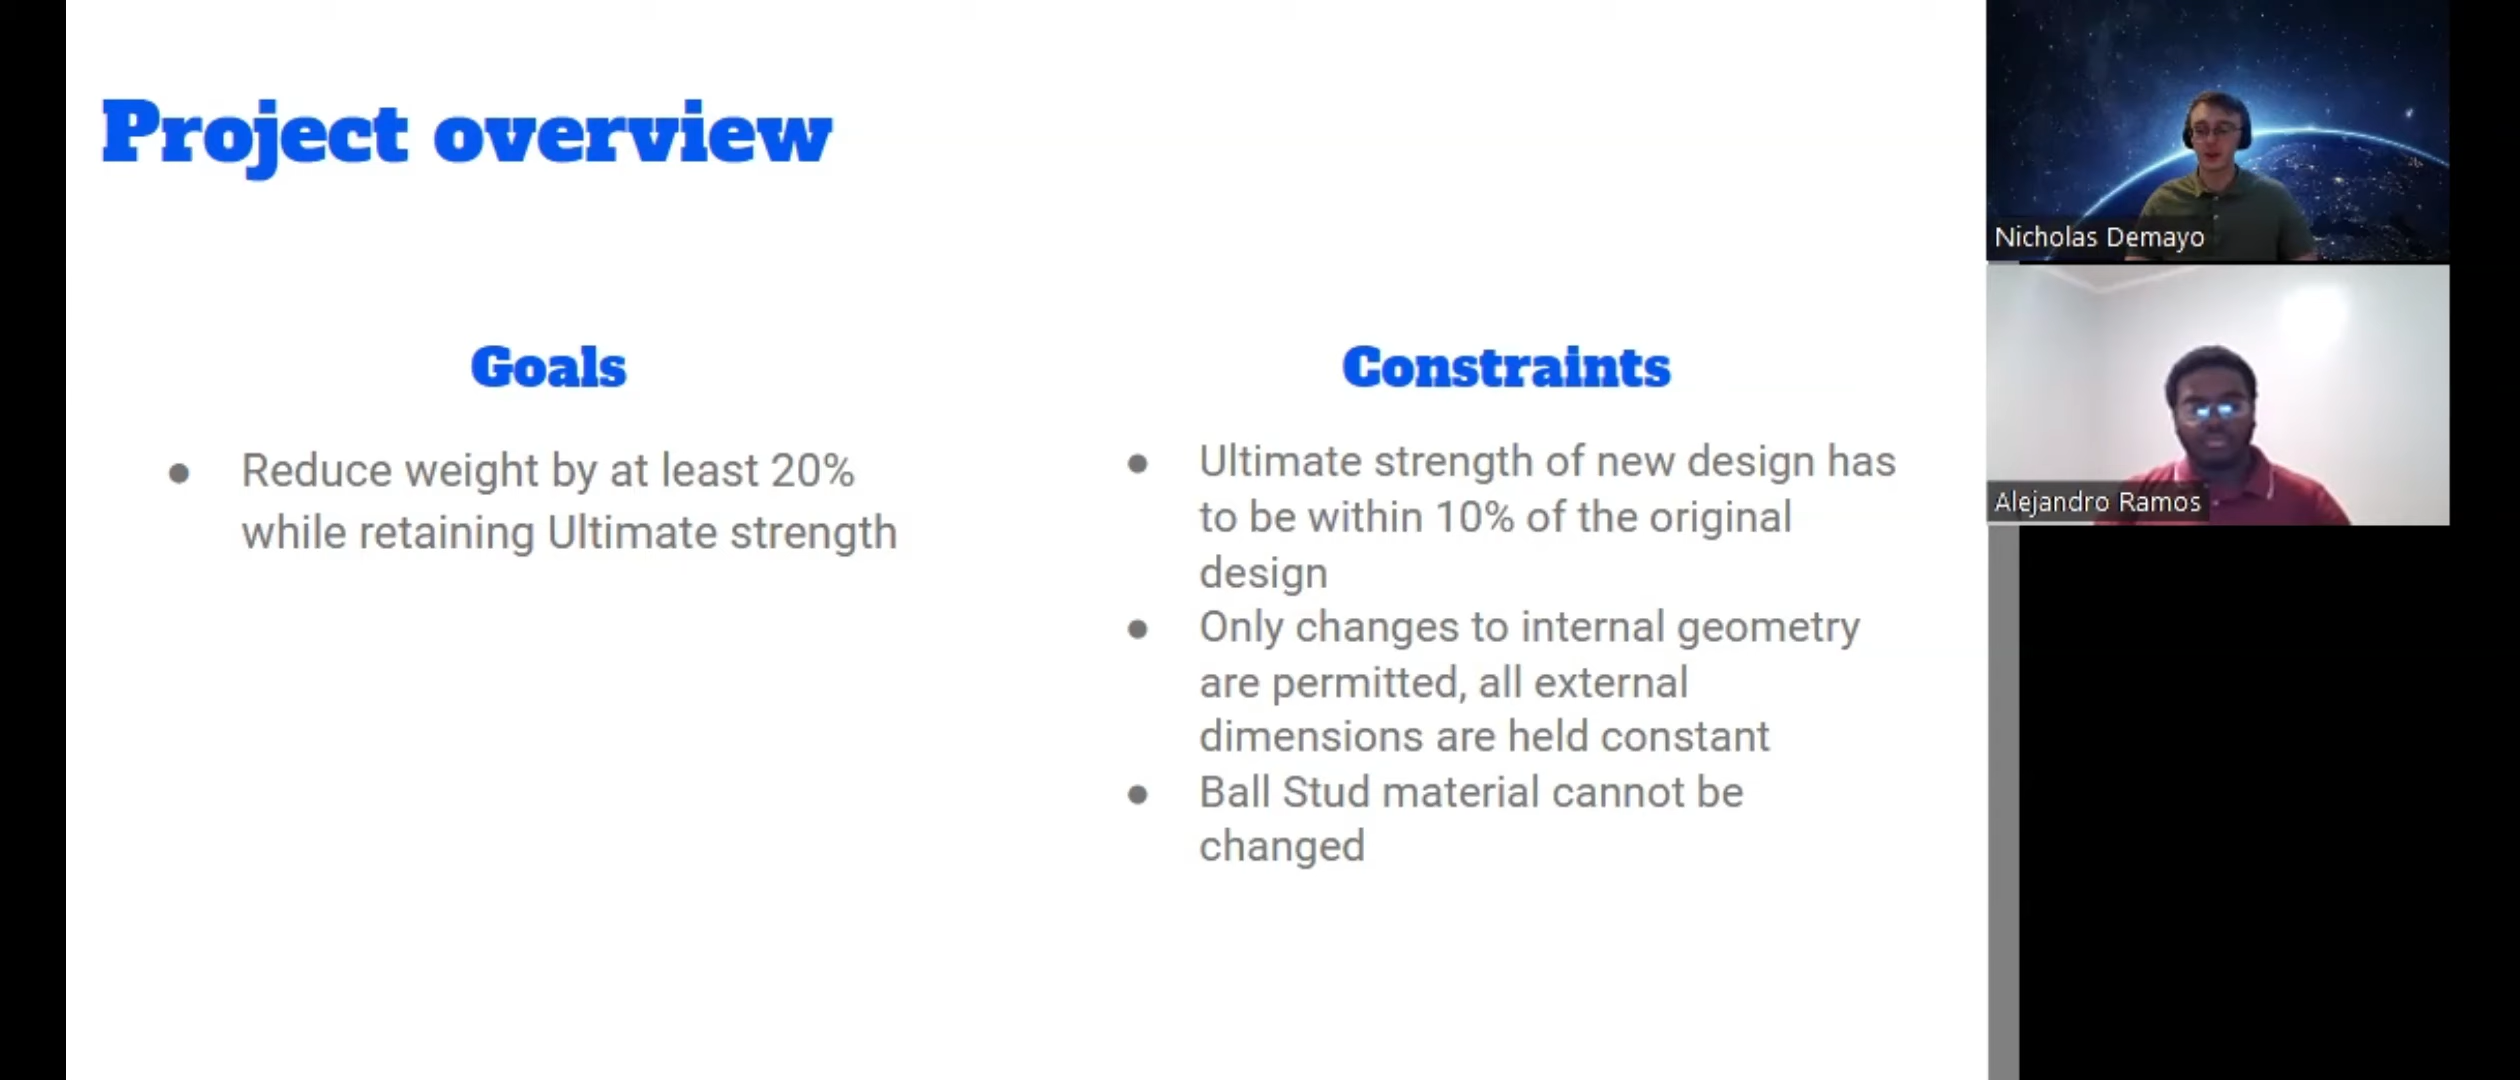 Project overview
Goals
● Reduce weight by at least 20%
while retaining Ultimate strength
Constraints
● Ultimate strength of new design has
to be within 10% of the original
design
● Only changes to internal geometry
are permitted, all external
dimensions are held constant
● Ball Stud material cannot be
changed
Nicholas Demayo
Alejandro Ramos